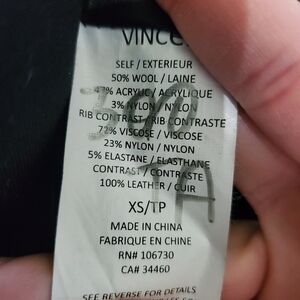 VINCE.
SELF / EXTERIEUR
50% WOOL / LAINE
47% ACRYLIC / ACRYLIQUE
3% NYLON / NYLON
RIB CONTRAST / RIB CONTRASTE
72% VISCOSE / VISCOSE
23% NYLON / NYLON
5% ELASTANE / ELASTHANE
CONTRAST / CONTRASTE
100% LEATHER / CUIR
XS/TP
MADE IN CHINA
FABRIQUE EN CHINE
RN# 106730
CA# 34460
SEE REVERSE FOR DETAILS